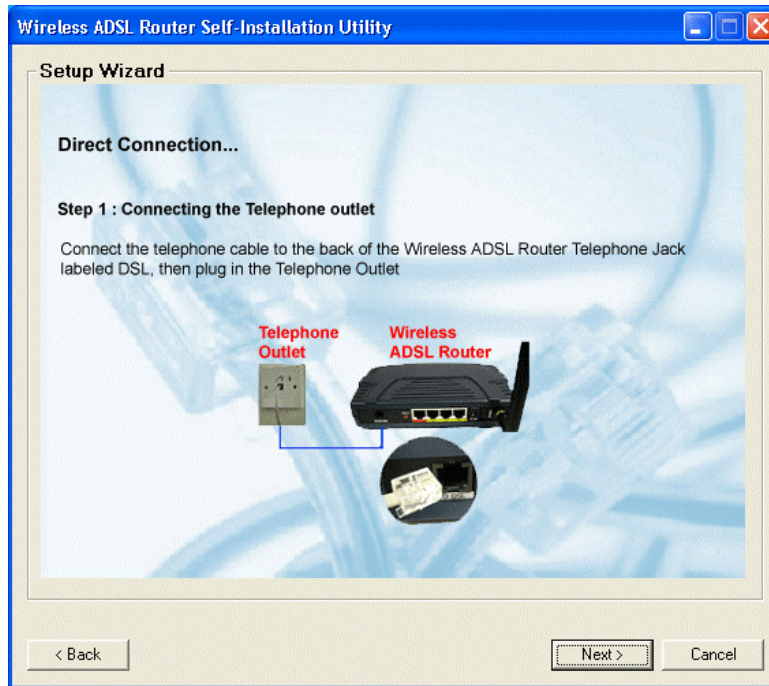 Wireless ADSL Router Self-Installation Utility
Setup Wizard
Direct Connection...
Step 1 : Connecting the Telephone outlet
Connect the telephone cable to the back of the Wireless ADSL Router Telephone Jack
labeled DSL, then plug in the Telephone Outlet
Telephone
Outlet
Wireless
ADSL Router
DSL
< Back
Next >
Cancel